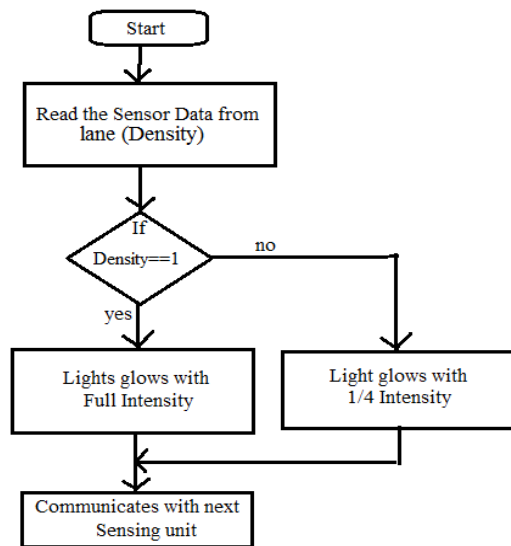 Start
Read the Sensor Data from
lane (Density)
If
Density==1
no
yes
Lights glows with
Full Intensity
Light glows with
1/4 Intensity
Communicates with next
Sensing unit